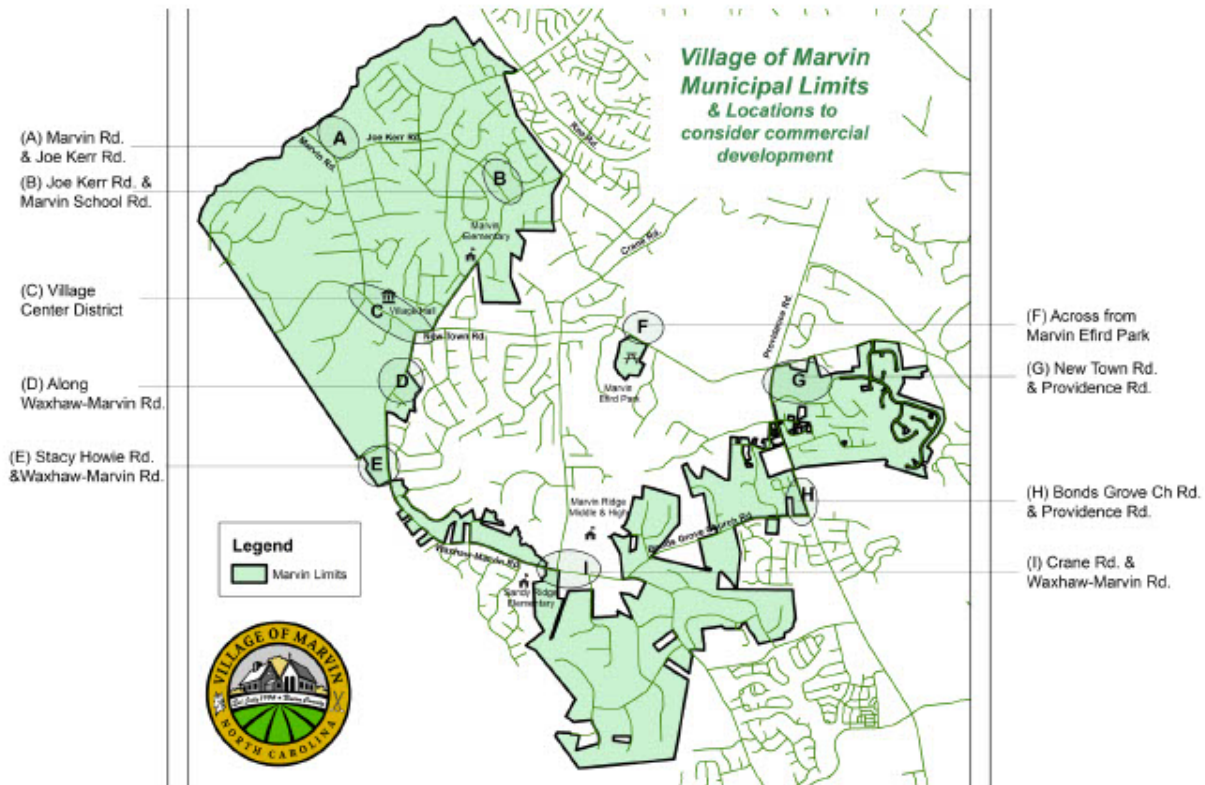 Village of Marvin
Municipal Limits
& Locations to
consider commercial
development
(A) Marvin Rd.
& Joe Kerr Rd.
(B) Joe Kerr Rd. &
Marvin School Rd.
(C) Village
Center District
(D) Along
Waxhaw-Marvin Rd.
(E) Stacy Howie Rd.
&Waxhaw-Marvin Rd.
A
Joe Kerr Rd.
Marvin Rd.
B
Marvin
Elementary
Rea Rd.
Crane Rd.
C
Village Hall
New Town Rd.
D
E
F
Marvin
Efird Park
Providence Rd.
G
H
Marvin Ridge
Middle & High
Bonds Grove Church Rd.
Waxhaw-Marvin Rd.
I
Sandy Ridge
Elementary
(F) Across from
Marvin Efird Park
(G) New Town Rd.
& Providence Rd.
(H) Bonds Grove Ch Rd.
& Providence Rd.
(I) Crane Rd. &
Waxhaw-Marvin Rd.
Legend
Marvin Limits
VILLAGE OF MARVIN
1994
NORTH CAROLINA